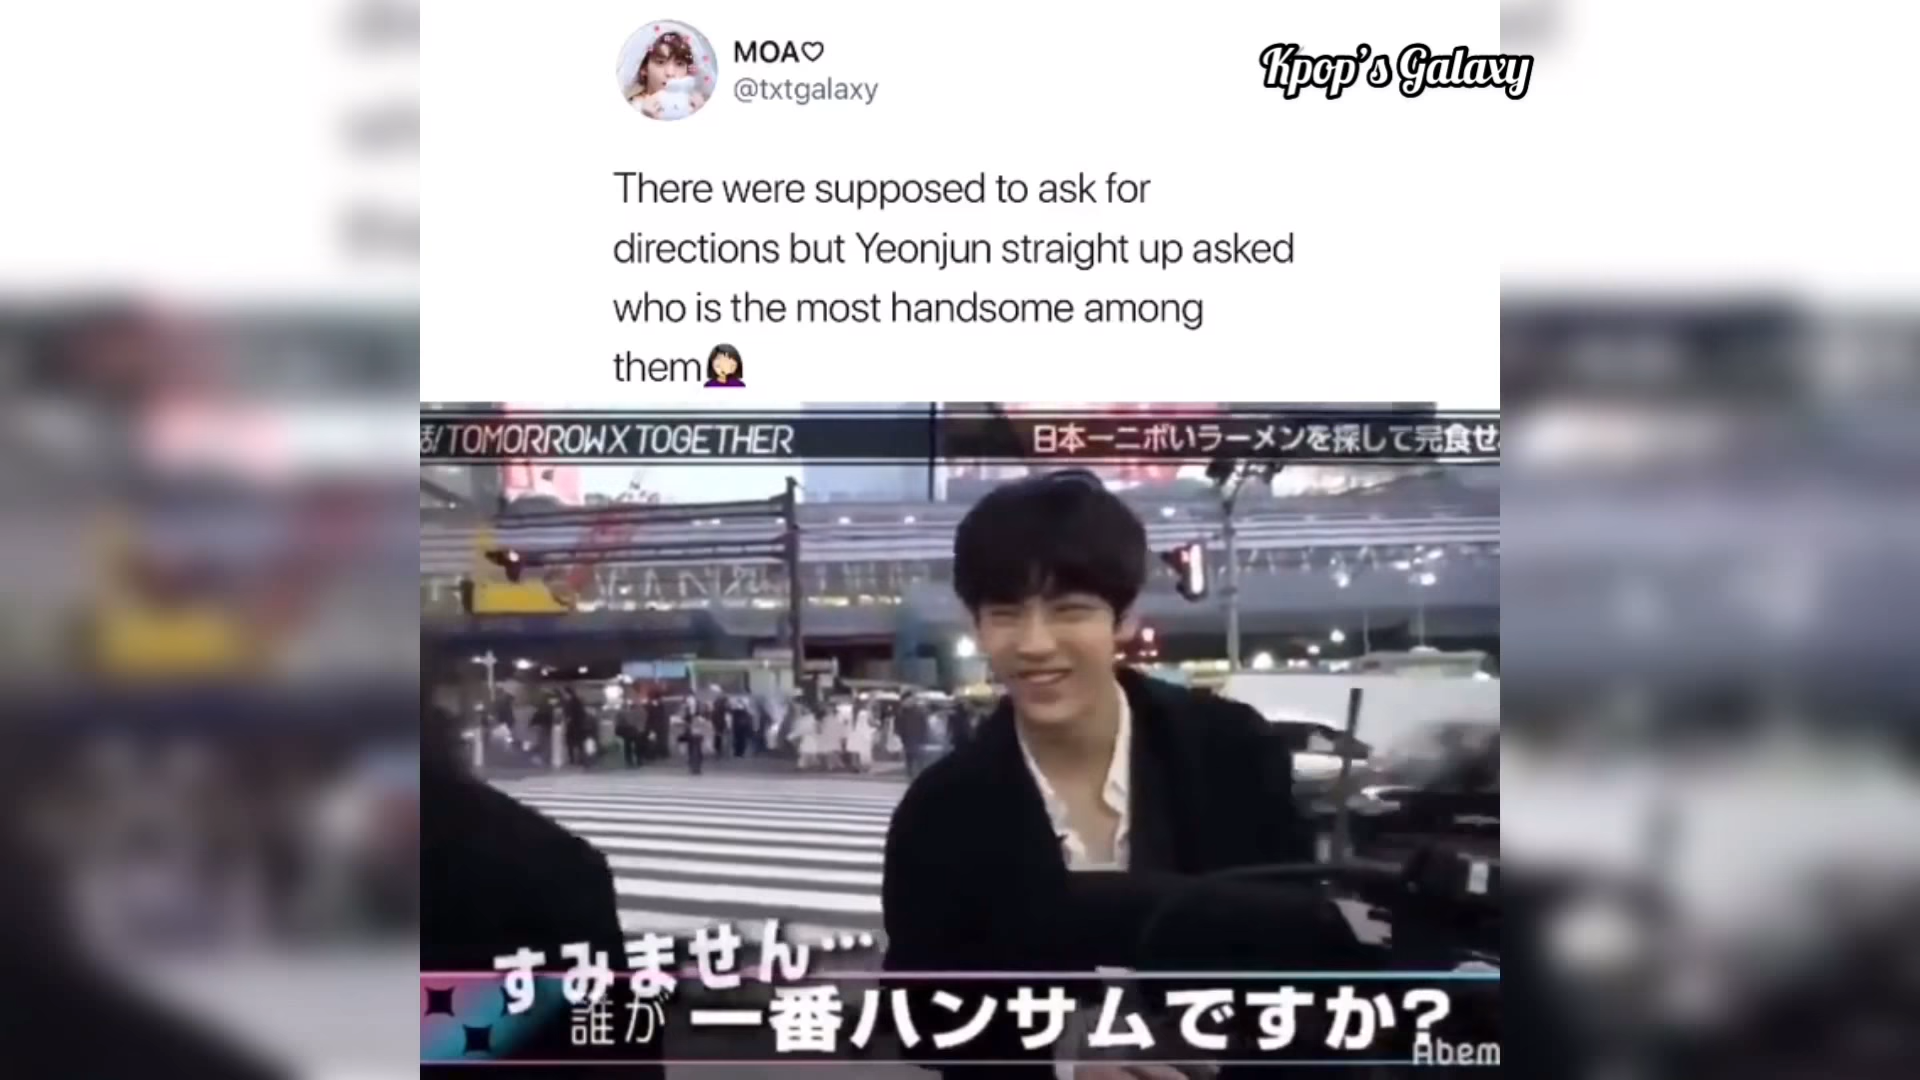 MOA♡
@txtgalaxy
Kpop's Galaxy
There were supposed to ask for
directions but Yeonjun straight up asked
who is the most handsome among
them🤦🏻‍♀️
TOMORROW X TOGETHER
日本一ニボいラーメンを探して完食せ
すみません…
誰が 一番ハンサムですか?
Abem